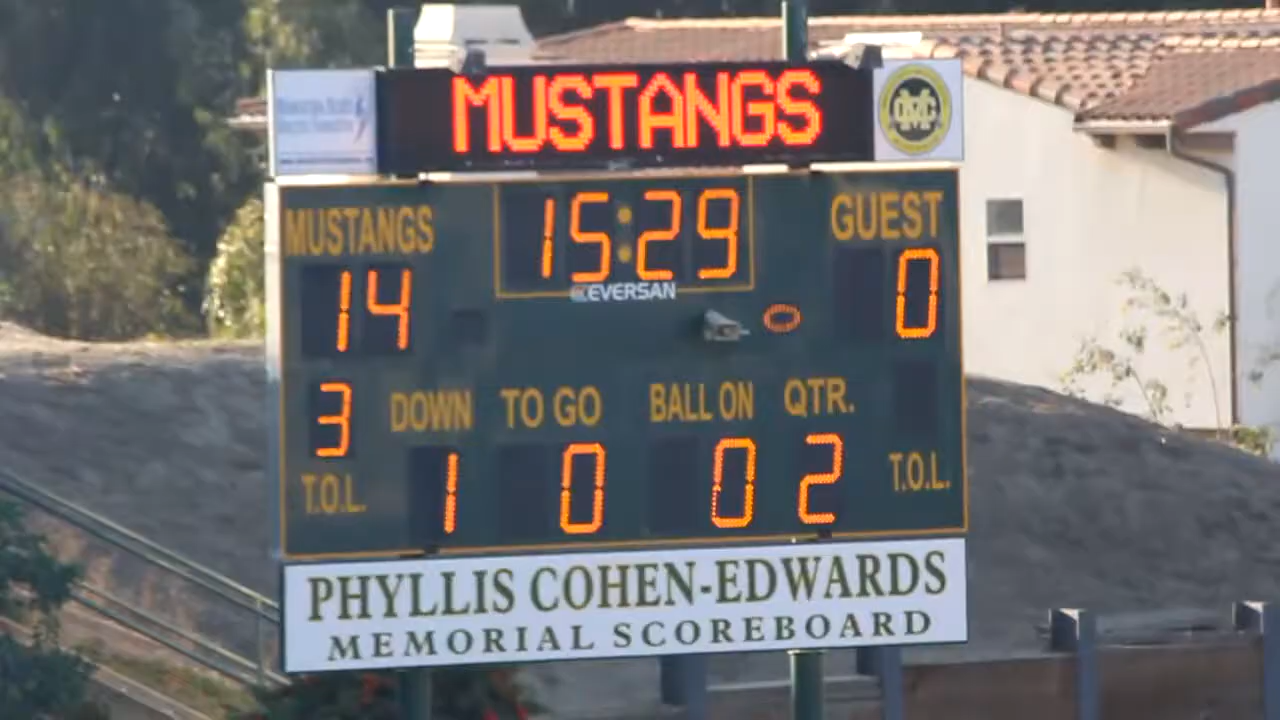 MUSTANGS
MC
MUSTANGS 15:29 GUEST
14 EVERSAN 0
3 DOWN TO GO BALL ON QTR.
T.O.L. 1 0 0 2 T.O.L.
PHYLLIS COHEN-EDWARDS
MEMORIAL SCOREBOARD